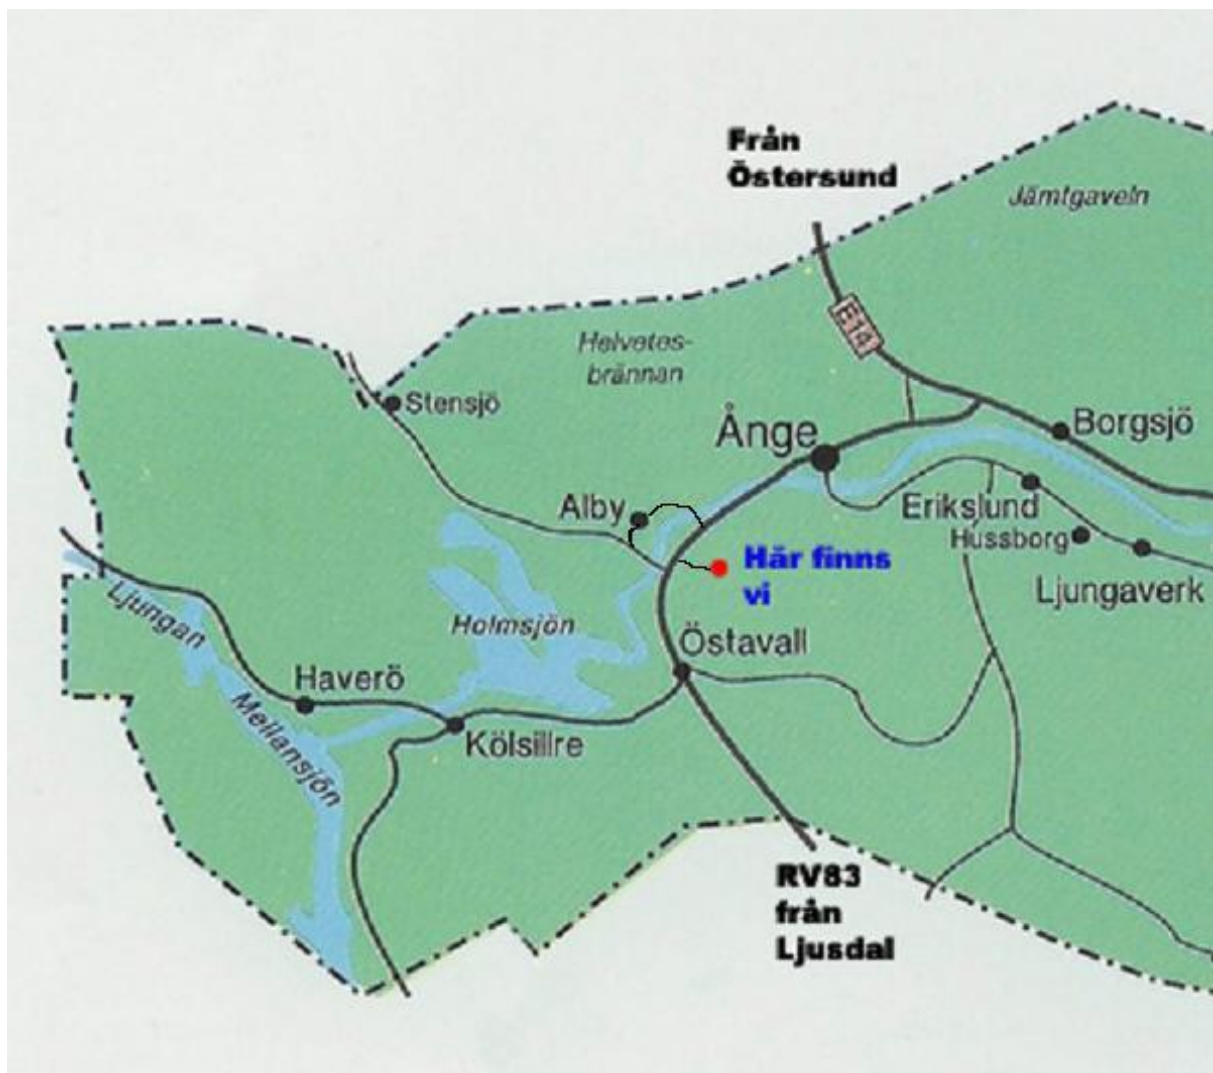 Från
Östersund
Jämtgaveln
E14
Helvetes-
brännan
Stensjö
Ånge
Borgsjö
Alby
Erikslund
Hussborg
Här finns
vi
Ljungaverk
Ljungan
Holmsjön
Östavall
Haverö
Mellansjön
Kölsillre
RV83
från
Ljusdal